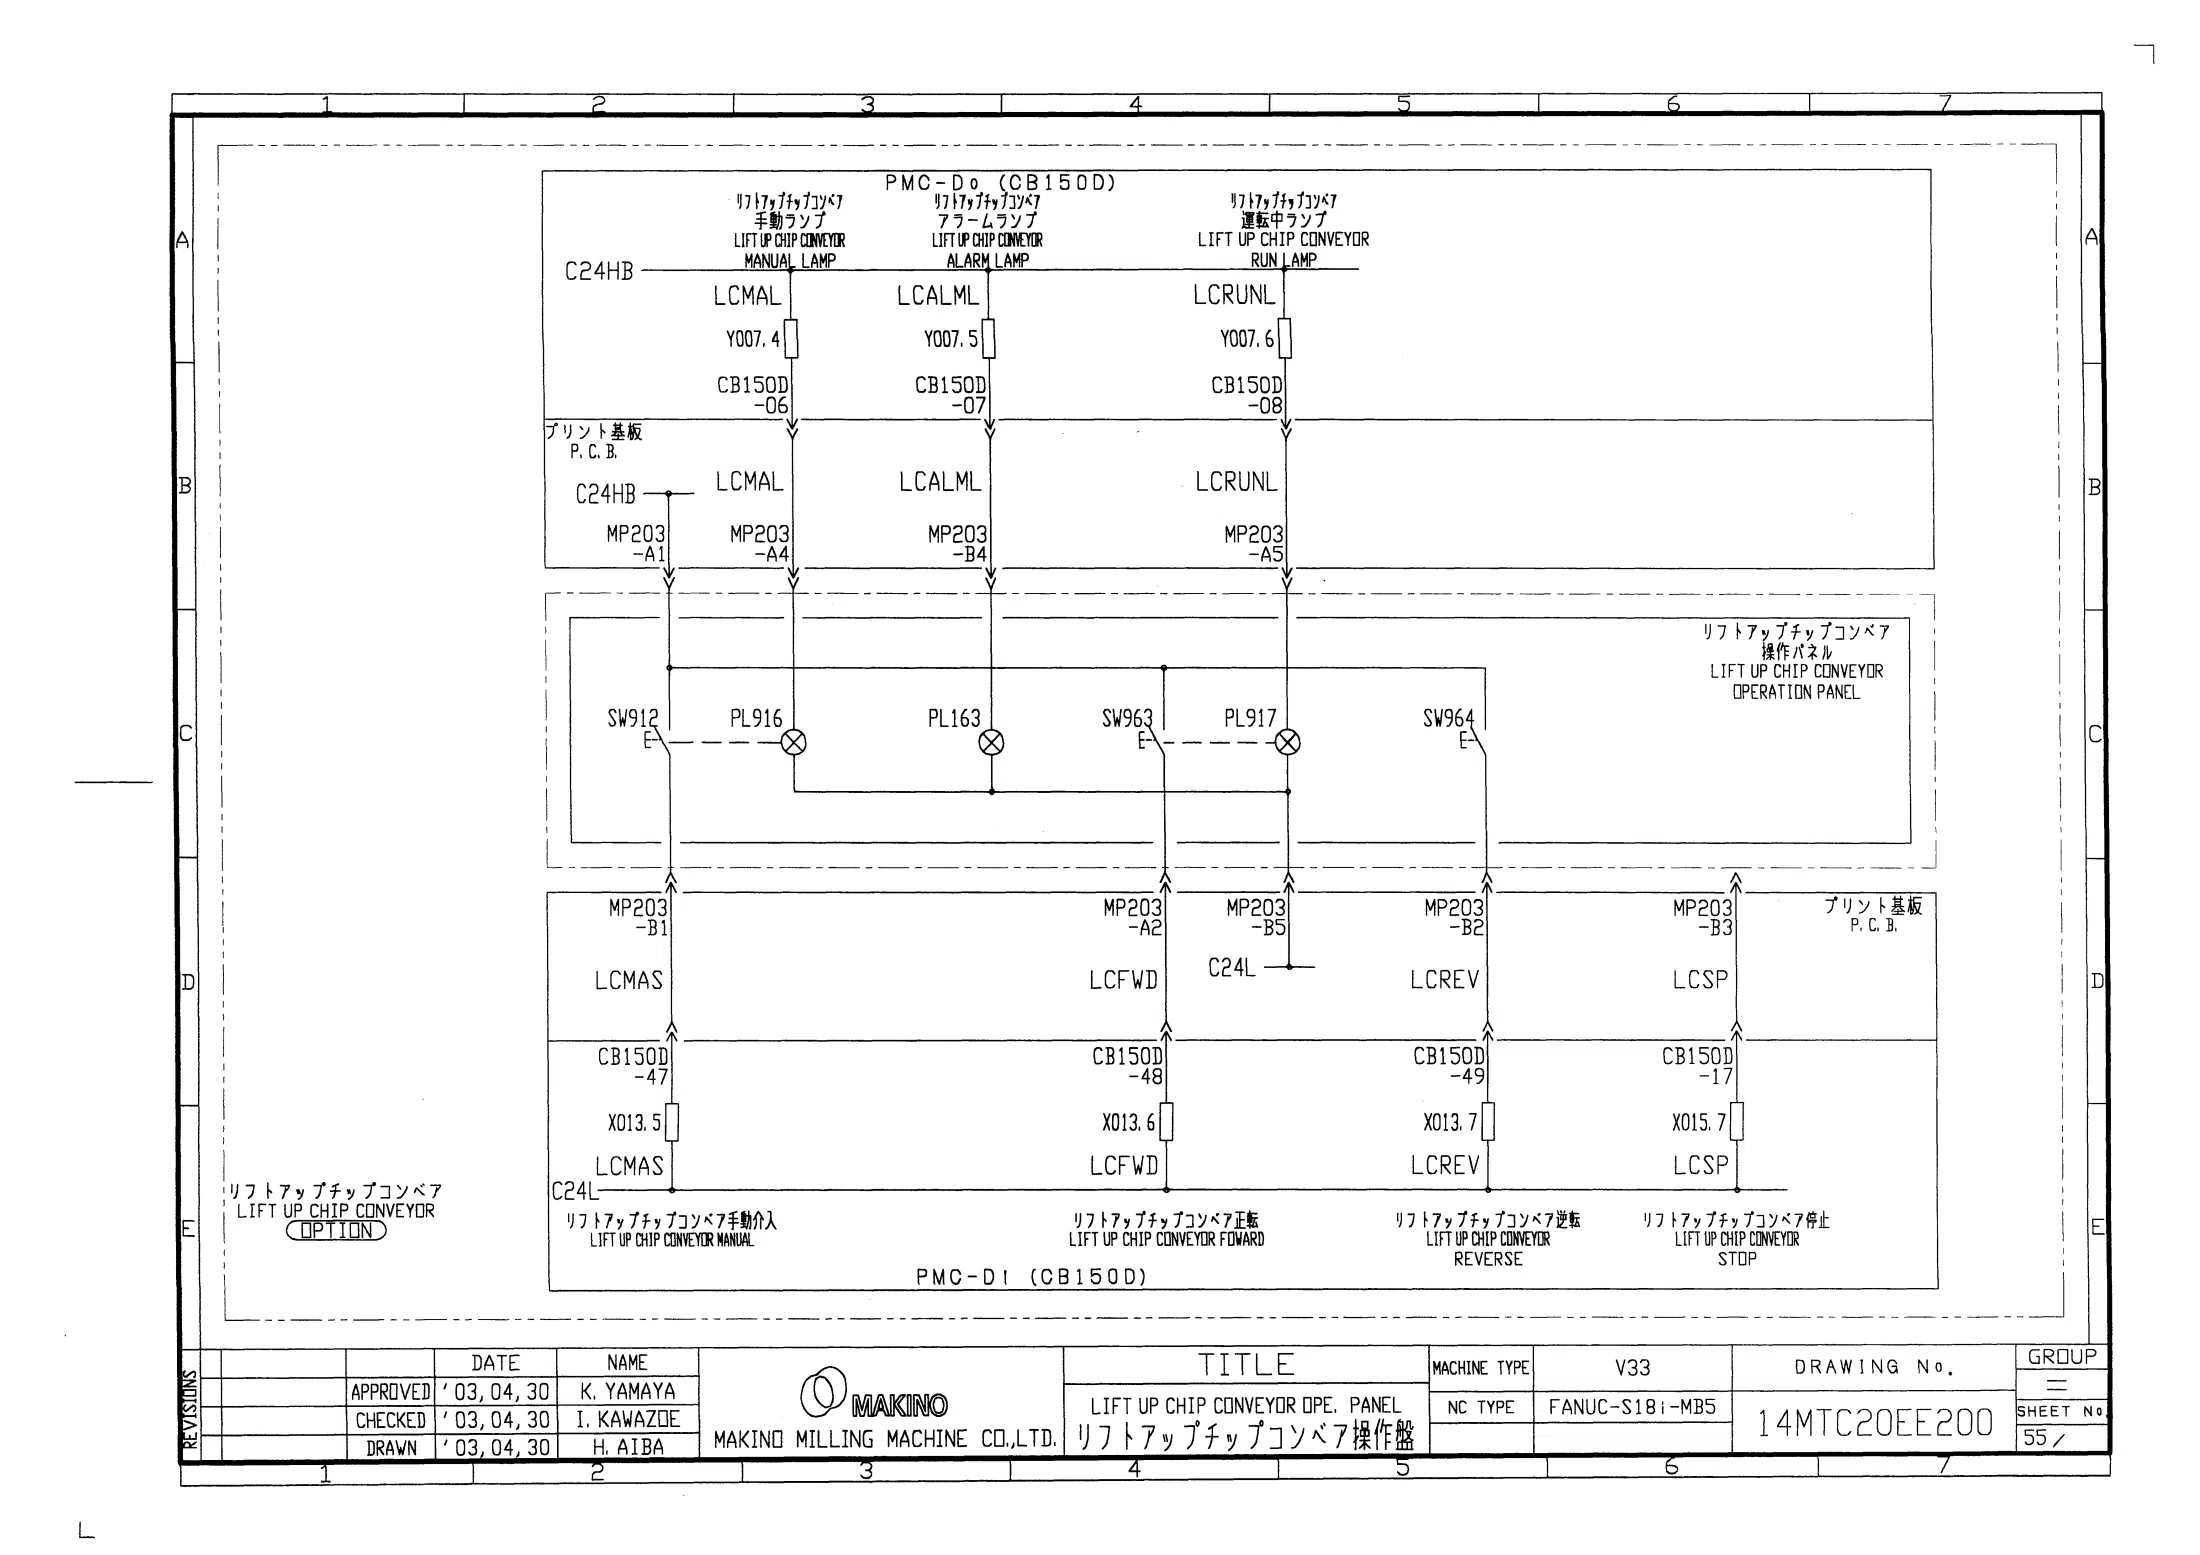 1 2 3 4 5 6 7
A A
B B
C C
D D
E E
PMC-Do (CB150D)
リフトアップチップコンベア
手動ランプ
LIFT UP CHIP CONVEYOR
MANUAL LAMP
リフトアップチップコンベア
アラームランプ
LIFT UP CHIP CONVEYOR
ALARM LAMP
リフトアップチップコンベア
運転中ランプ
LIFT UP CHIP CONVEYOR
RUN LAMP
C24HB
LCMAL
LCALML
LCRUNL
Y007.4
Y007.5
Y007.6
CB150D
-06
CB150D
-07
CB150D
-08
プリント基板
P.C.B.
C24HB
LCMAL
LCALML
LCRUNL
MP203
-A1
MP203
-A4
MP203
-B4
MP203
-A5
リフトアップチップコンベア
操作パネル
LIFT UP CHIP CONVEYOR
OPERATION PANEL
SW912
E
PL916
PL163
SW963
E
PL917
SW964
E
MP203
-B1
MP203
-A2
MP203
-B5
MP203
-B2
MP203
-B3
プリント基板
P.C.B.
LCMAS
LCFWD
C24L
LCREV
LCSP
CB150D
-47
CB150D
-48
CB150D
-49
CB150D
-17
X013.5
X013.6
X013.7
X015.7
LCMAS
LCFWD
LCREV
LCSP
C24L
リフトアップチップコンベア手動介入
LIFT UP CHIP CONVEYOR MANUAL
リフトアップチップコンベア正転
LIFT UP CHIP CONVEYOR FOWARD
リフトアップチップコンベア逆転
LIFT UP CHIP CONVEYOR
REVERSE
リフトアップチップコンベア停止
LIFT UP CHIP CONVEYOR
STOP
PMC-DI (CB150D)
リフトアップチップコンベア
LIFT UP CHIP CONVEYOR
OPTION
REVISIONS
DATE NAME
APPROVED '03,04,30 K. YAMAYA
CHECKED '03,04,30 I. KAWAZOE
DRAWN '03,04,30 H. AIBA
MAKINO
MAKINO MILLING MACHINE CO.,LTD.
TITLE
LIFT UP CHIP CONVEYOR OPE. PANEL
リフトアップチップコンベア操作盤
MACHINE TYPE V33
NC TYPE FANUC-S18i-MB5
DRAWING No.
14MTC20EE200
GROUP
=
SHEET No
55/
1 2 3 4 5 6 7